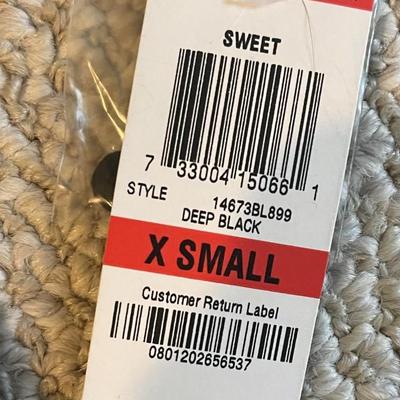 SWEET
7 33004 15066 1
STYLE 14673BL899
DEEP BLACK
X SMALL
Customer Return Label
0801202656537